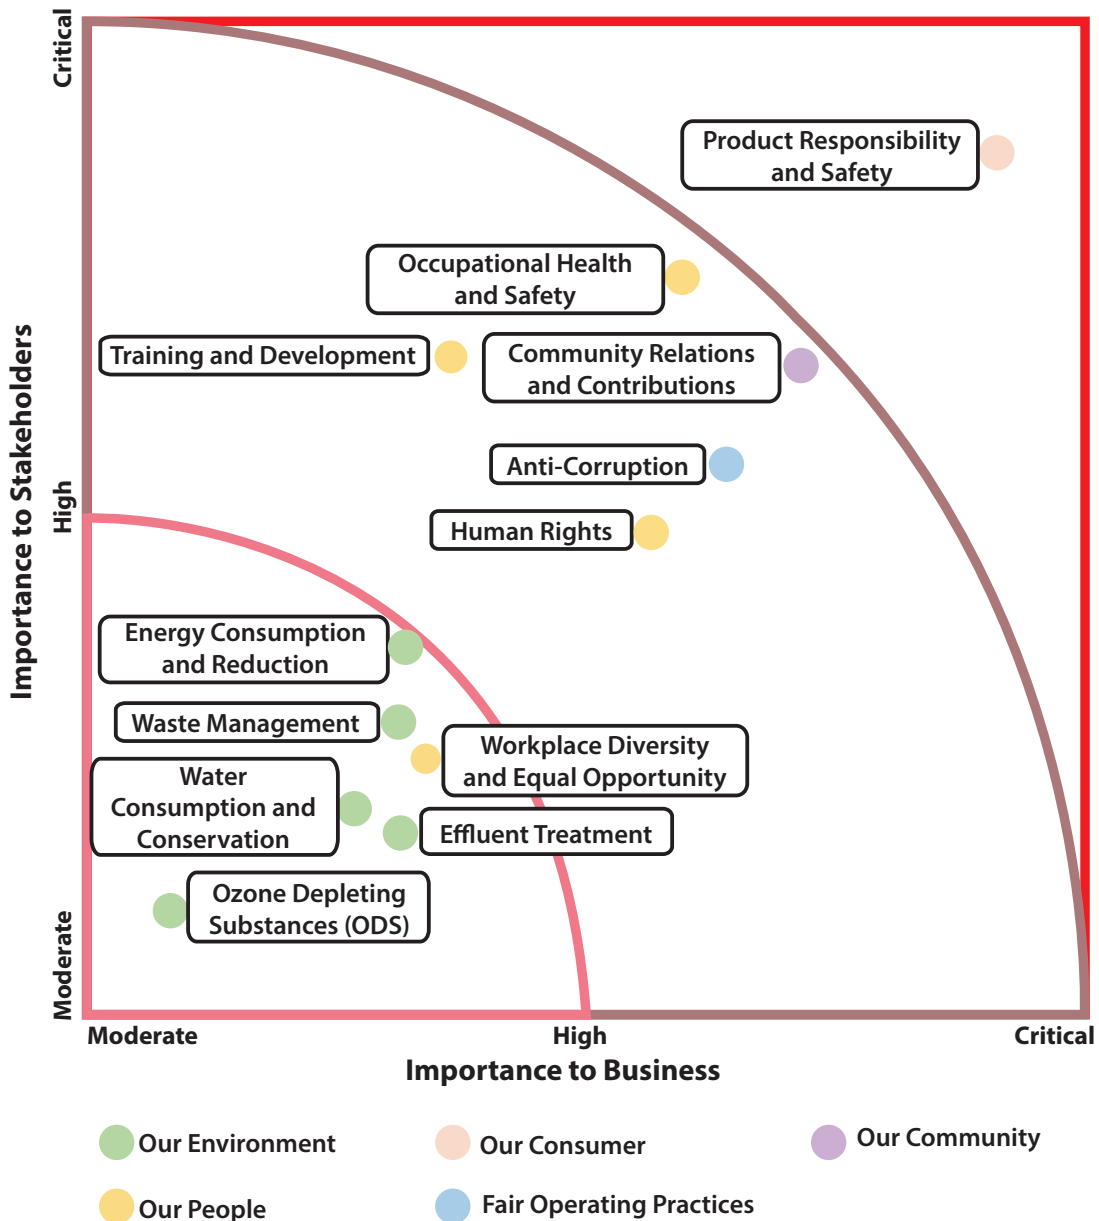 Critical
Product Responsibility
and Safety
Occupational Health
and Safety
Training and Development
Community Relations
and Contributions
Importance to Stakeholders
High
Anti-Corruption
Human Rights
Energy Consumption
and Reduction
Waste Management
Workplace Diversity
and Equal Opportunity
Water
Consumption and
Conservation
Effluent Treatment
Ozone Depleting
Substances (ODS)
Moderate
Moderate
High
Critical
Importance to Business
Our Environment
Our Consumer
Our Community
Our People
Fair Operating Practices